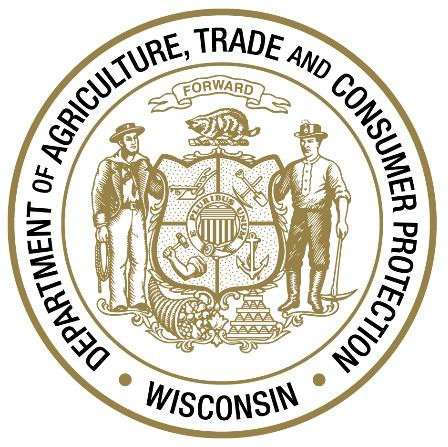 DEPARTMENT OF AGRICULTURE, TRADE AND CONSUMER PROTECTION
FORWARD
E PLURIBUS UNUM
WISCONSIN